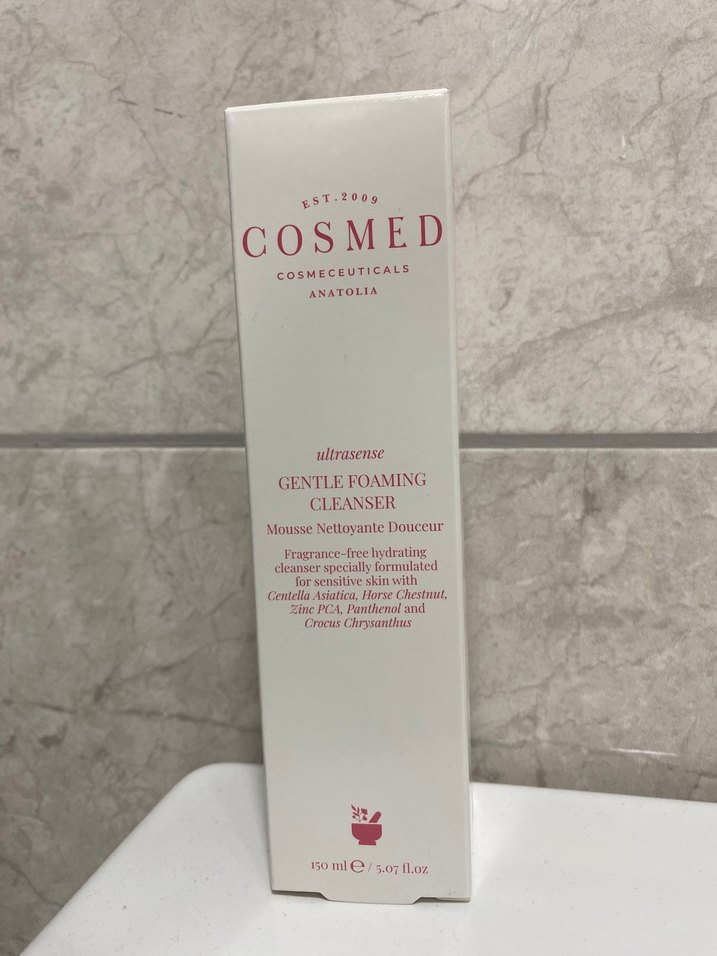 EST. 2009
COSMED
COSMECEUTICALS
ANATOLIA
ultrasense
GENTLE FOAMING
CLEANSER
Mousse Nettoyante Douceur
Fragrance-free hydrating
cleanser specially formulated
for sensitive skin with
Centella Asiatica, Horse Chestnut,
Zinc PCA, Panthenol and
Crocus Chrysanthus
150 ml ℮ / 5.07 fl.oz